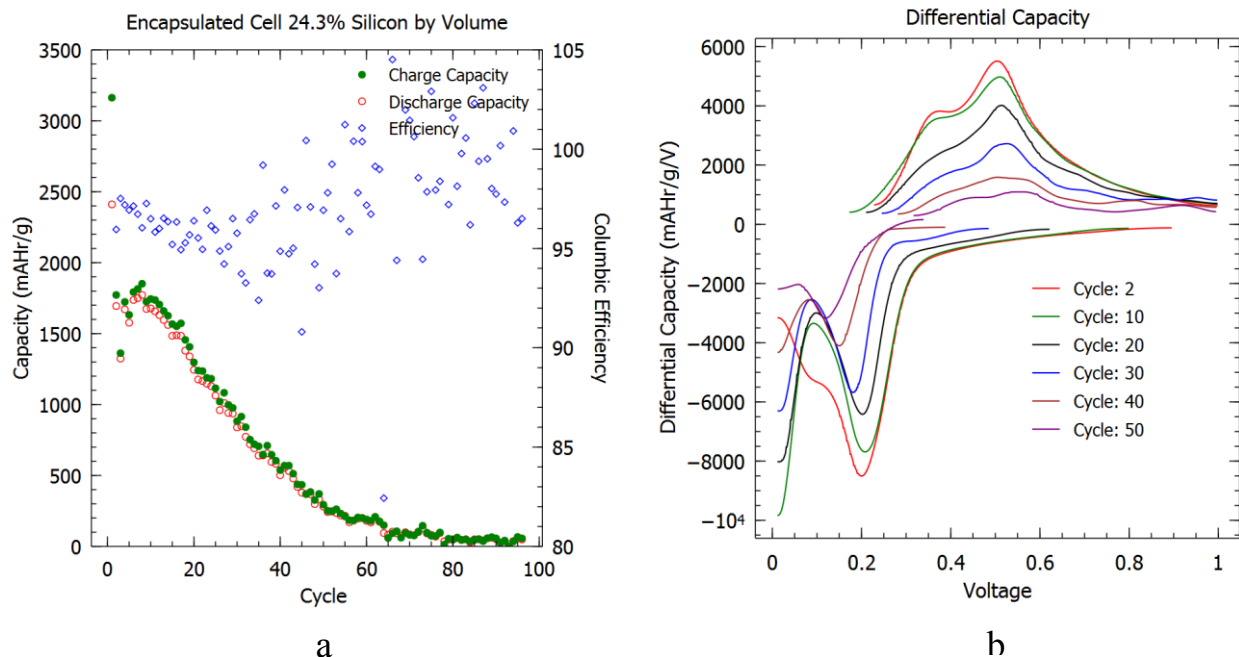 Encapsulated Cell 24.3% Silicon by Volume
3500
3000
2500
2000
1500
1000
500
0
Capacity (mAHr/g)
105
100
95
90
85
80
Columbic Efficiency
Charge Capacity
Discharge Capacity
Efficiency
0 20 40 60 80 100
Cycle
a
Differential Capacity
6000
4000
2000
0
−2000
−4000
−6000
−8000
−10⁴
Differential Capacity (mAHr/g/V)
Cycle: 2
Cycle: 10
Cycle: 20
Cycle: 30
Cycle: 40
Cycle: 50
0 0.2 0.4 0.6 0.8 1
Voltage
b